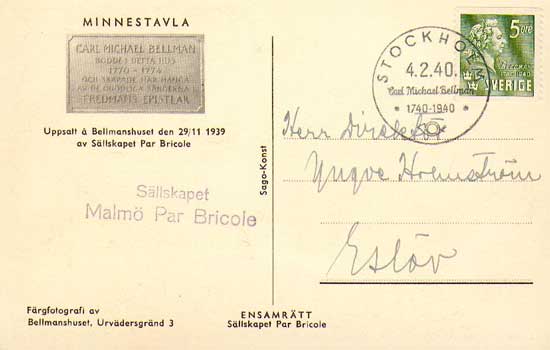 MINNESTAVLA
CARL MICHAEL BELLMAN
BODDE I DETTA HUS
1770 - 1774
OCH SKAPADE HÄR MÅNGA
AV DE ODÖDLIGA SÅNGERNA I
FREDMANS EPISTLAR
Uppsatt å Bellmanshuset den 29/11 1939
av Sällskapet Par Bricole
Sällskapet
Malmö Par Bricole
Färgfotografi av
Bellmanshuset, Urvädersgränd 3
ENSAMRÄTT
Sällskapet Par Bricole
Sago-Konst
STOCKHOLM
4.2.40.
Carl Michael Bellman
* 1740-1940 *
5 ÖRE
BELLMAN
1740 1940
SVERIGE
Herr Direktör
Yngve Holmström
Eslöv